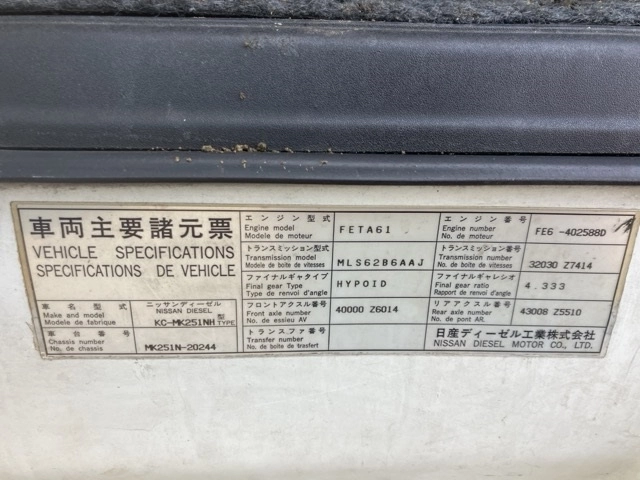 車両主要諸元票
VEHICLE SPECIFICATIONS
SPECIFICATIONS DE VEHICLE
車名型式
Make and model
Modele de fabrique
ニッサンディーゼル
NISSAN DIESEL
KC-MK251NH 型 TYPE
車台番号
Chassis number
No. de chassis
MK251N-20244
エンジン型式
Engine model
Modele de moteur
FETA61
トランスミッション型式
Transmission model
Modele de boite de vitesses
MLS62B6AAJ
ファイナルギヤタイプ
Final gear Type
Type de renvoi d'angle
HYPOID
フロントアクスル番号
Front axle number
No. de essieu AV
40000 Z6014
トランスファ番号
Transfer number
No. de boite de trasfert
エンジン番号
Engine number
No. de moteur
FE6 -402588D
トランスミッション番号
Transmission number
No. de boite de vitesses
32030 Z7414
ファイナルギヤレシオ
Final gear ratio
Rapport de renvoi d'angle
4.333
リアアクスル番号
Rear axle number
No. de pont AR.
43008 Z5510
日産ディーゼル工業株式会社
NISSAN DIESEL MOTOR CO., LTD.